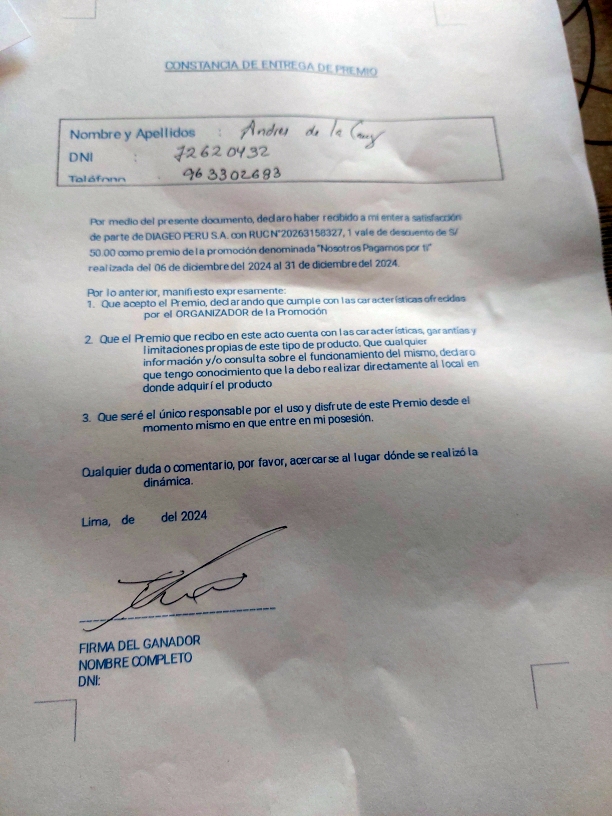 CONSTANCIA DE ENTREGA DE PREMIO
Nombre y Apellidos : Andres de la Cruz
DNI : 72620432
Teléfono . 963302683
Por medio del presente documento, declaro haber recibido a mi entera satisfacción
de parte de DIAGEO PERU S.A. con RUC N°20263158327, 1 vale de descuento de S/
50.00 como premio de la promoción denominada "Nosotros Pagamos por ti"
realizada del 06 de diciembre del 2024 al 31 de diciembre del 2024.
Por lo anterior, manifiesto expresamente:
1. Que acepto el Premio, declarando que cumple con las características ofrecidas
por el ORGANIZADOR de la Promoción
2. Que el Premio que recibo en este acto cuenta con las características, garantías y
limitaciones propias de este tipo de producto. Que cualquier
información y/o consulta sobre el funcionamiento del mismo, declaro
que tengo conocimiento que la debo realizar directamente al local en
donde adquirí el producto
3. Que seré el único responsable por el uso y disfrute de este Premio desde el
momento mismo en que entre en mi posesión.
Cualquier duda o comentario, por favor, acercarse al lugar dónde se realizó la
dinámica.
Lima, de del 2024
FIRMA DEL GANADOR
NOMBRE COMPLETO
DNI: